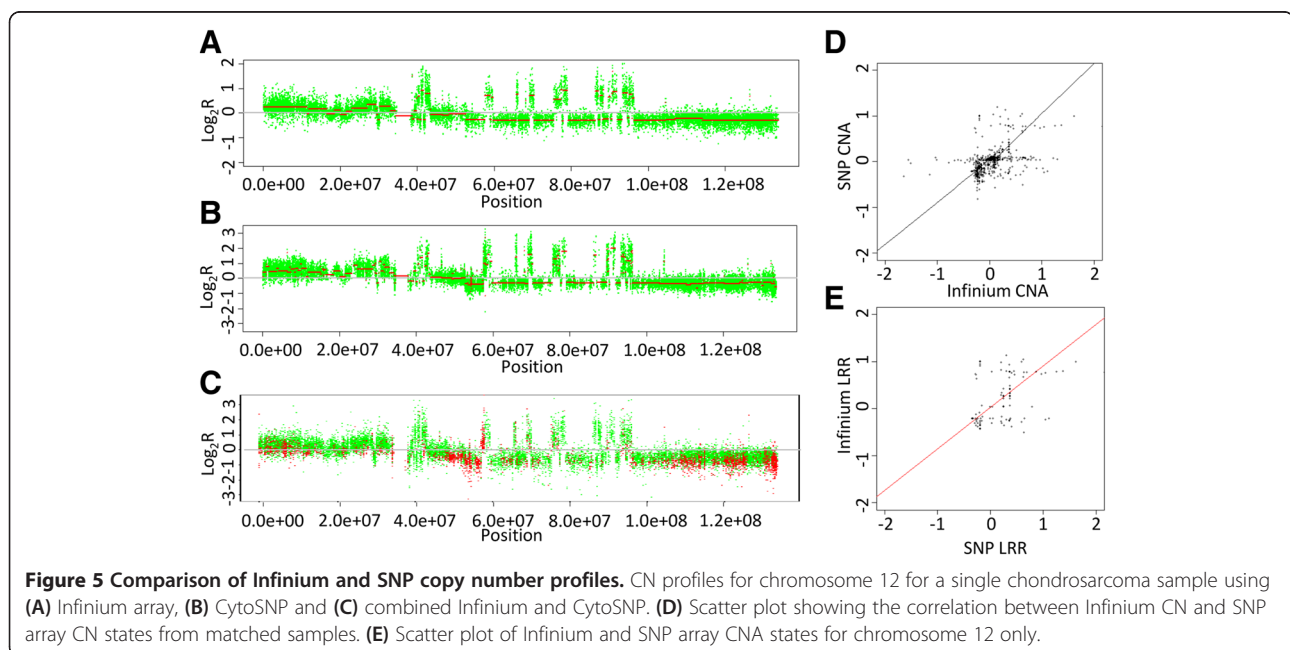 A
Log2R
2
1
0
-1
-2
0.0e+00 2.0e+07 4.0e+07 6.0e+07 8.0e+07 1.0e+08 1.2e+08
Position
B
Log2R
3
2
1
0
-1
-2
-3
0.0e+00 2.0e+07 4.0e+07 6.0e+07 8.0e+07 1.0e+08 1.2e+08
Position
C
Log2R
3
2
1
0
-1
-2
-3
0.0e+00 2.0e+07 4.0e+07 6.0e+07 8.0e+07 1.0e+08 1.2e+08
Position
D
SNP CNA
2
1
0
-1
-2
-2 -1 0 1 2
Infinium CNA
E
Infinium LRR
2
1
0
-1
-2
-2 -1 0 1 2
SNP LRR
Figure 5 Comparison of Infinium and SNP copy number profiles. CN profiles for chromosome 12 for a single chondrosarcoma sample using
(A) Infinium array, (B) CytoSNP and (C) combined Infinium and CytoSNP. (D) Scatter plot showing the correlation between Infinium CN and SNP
array CN states from matched samples. (E) Scatter plot of Infinium and SNP array CNA states for chromosome 12 only.